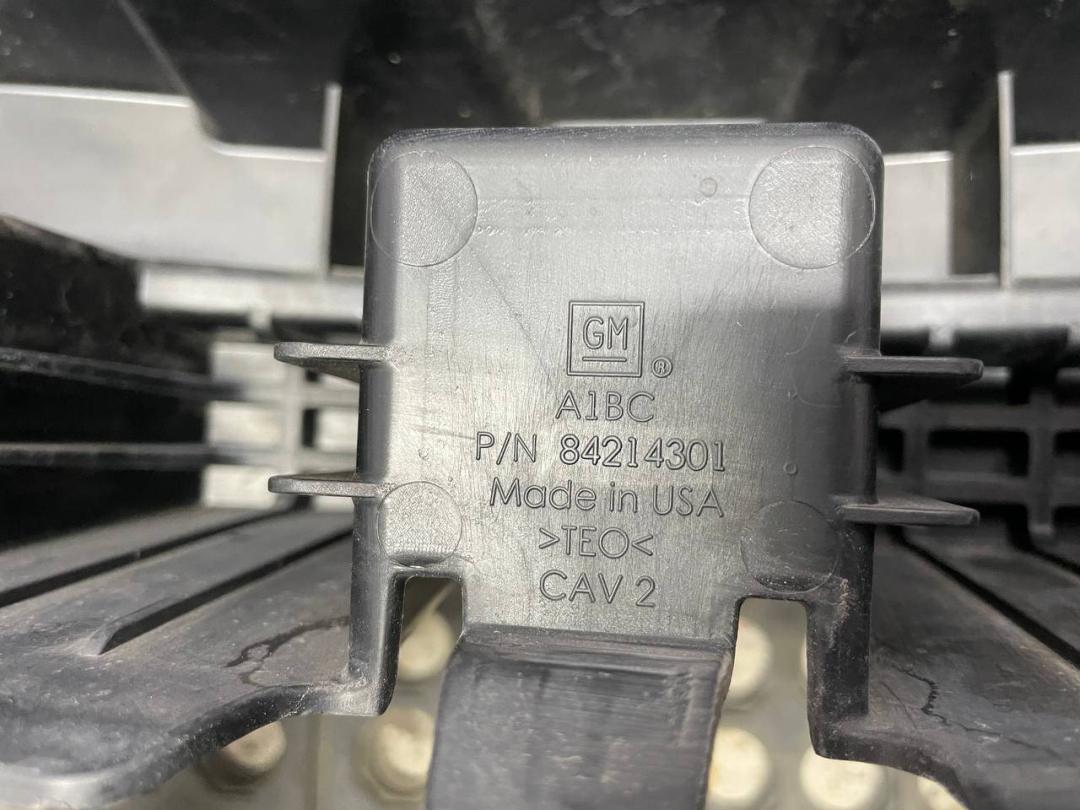 GM ®
A1BC
P/N 84214301
Made in USA
>TEO<
CAV 2